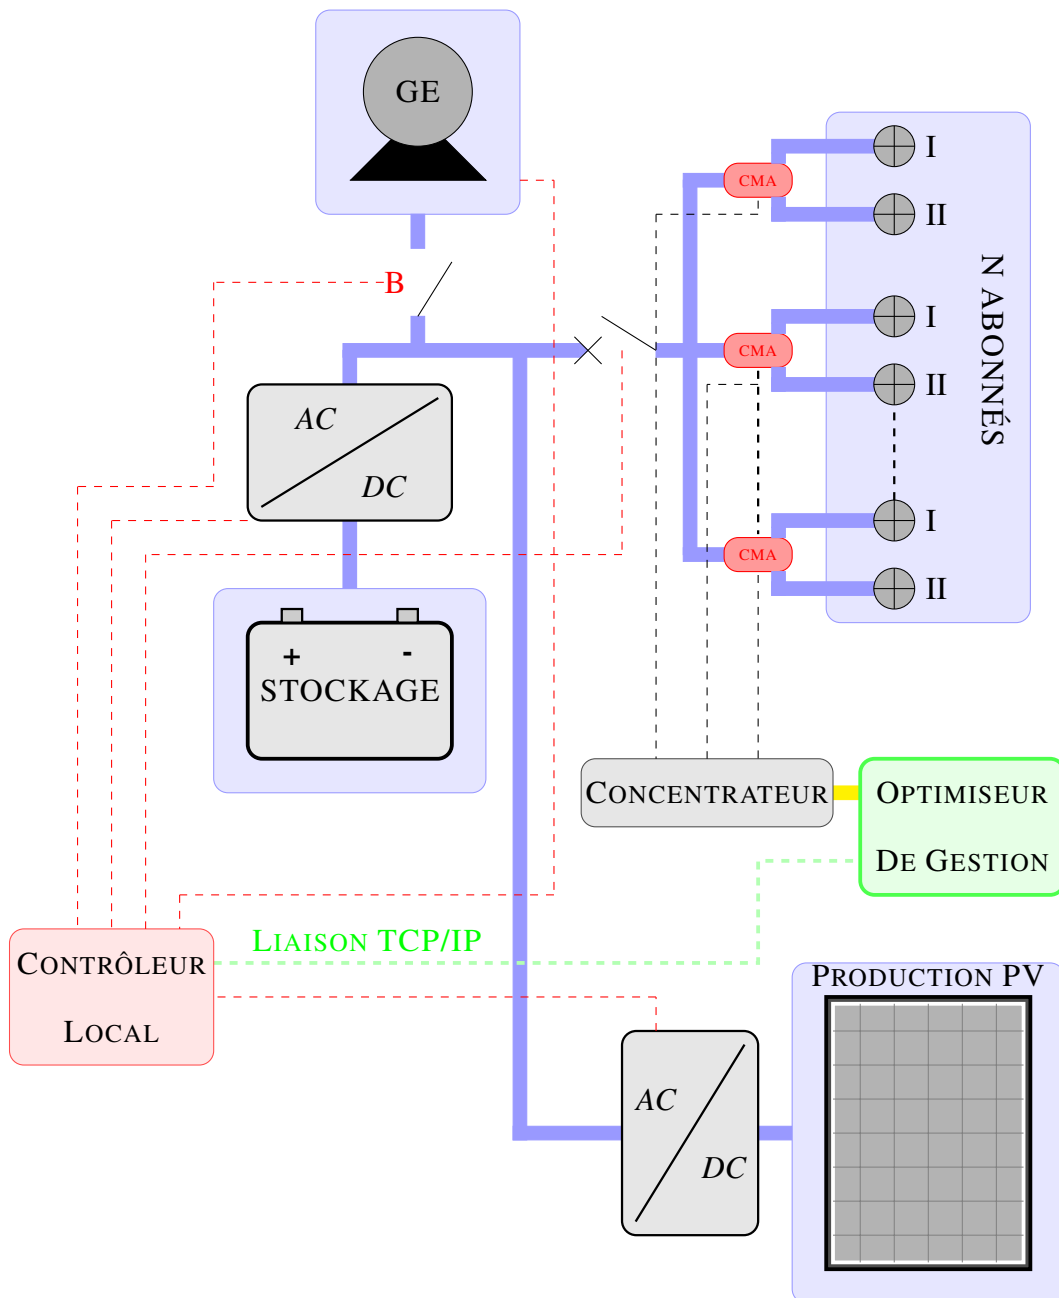 GE
I
CMA
II
N ABONNÉS
B
I
CMA
II
AC
DC
I
CMA
II
+ -
STOCKAGE
CONCENTRATEUR
OPTIMISEUR
DE GESTION
LIAISON TCP/IP
CONTRÔLEUR
LOCAL
PRODUCTION PV
AC
DC